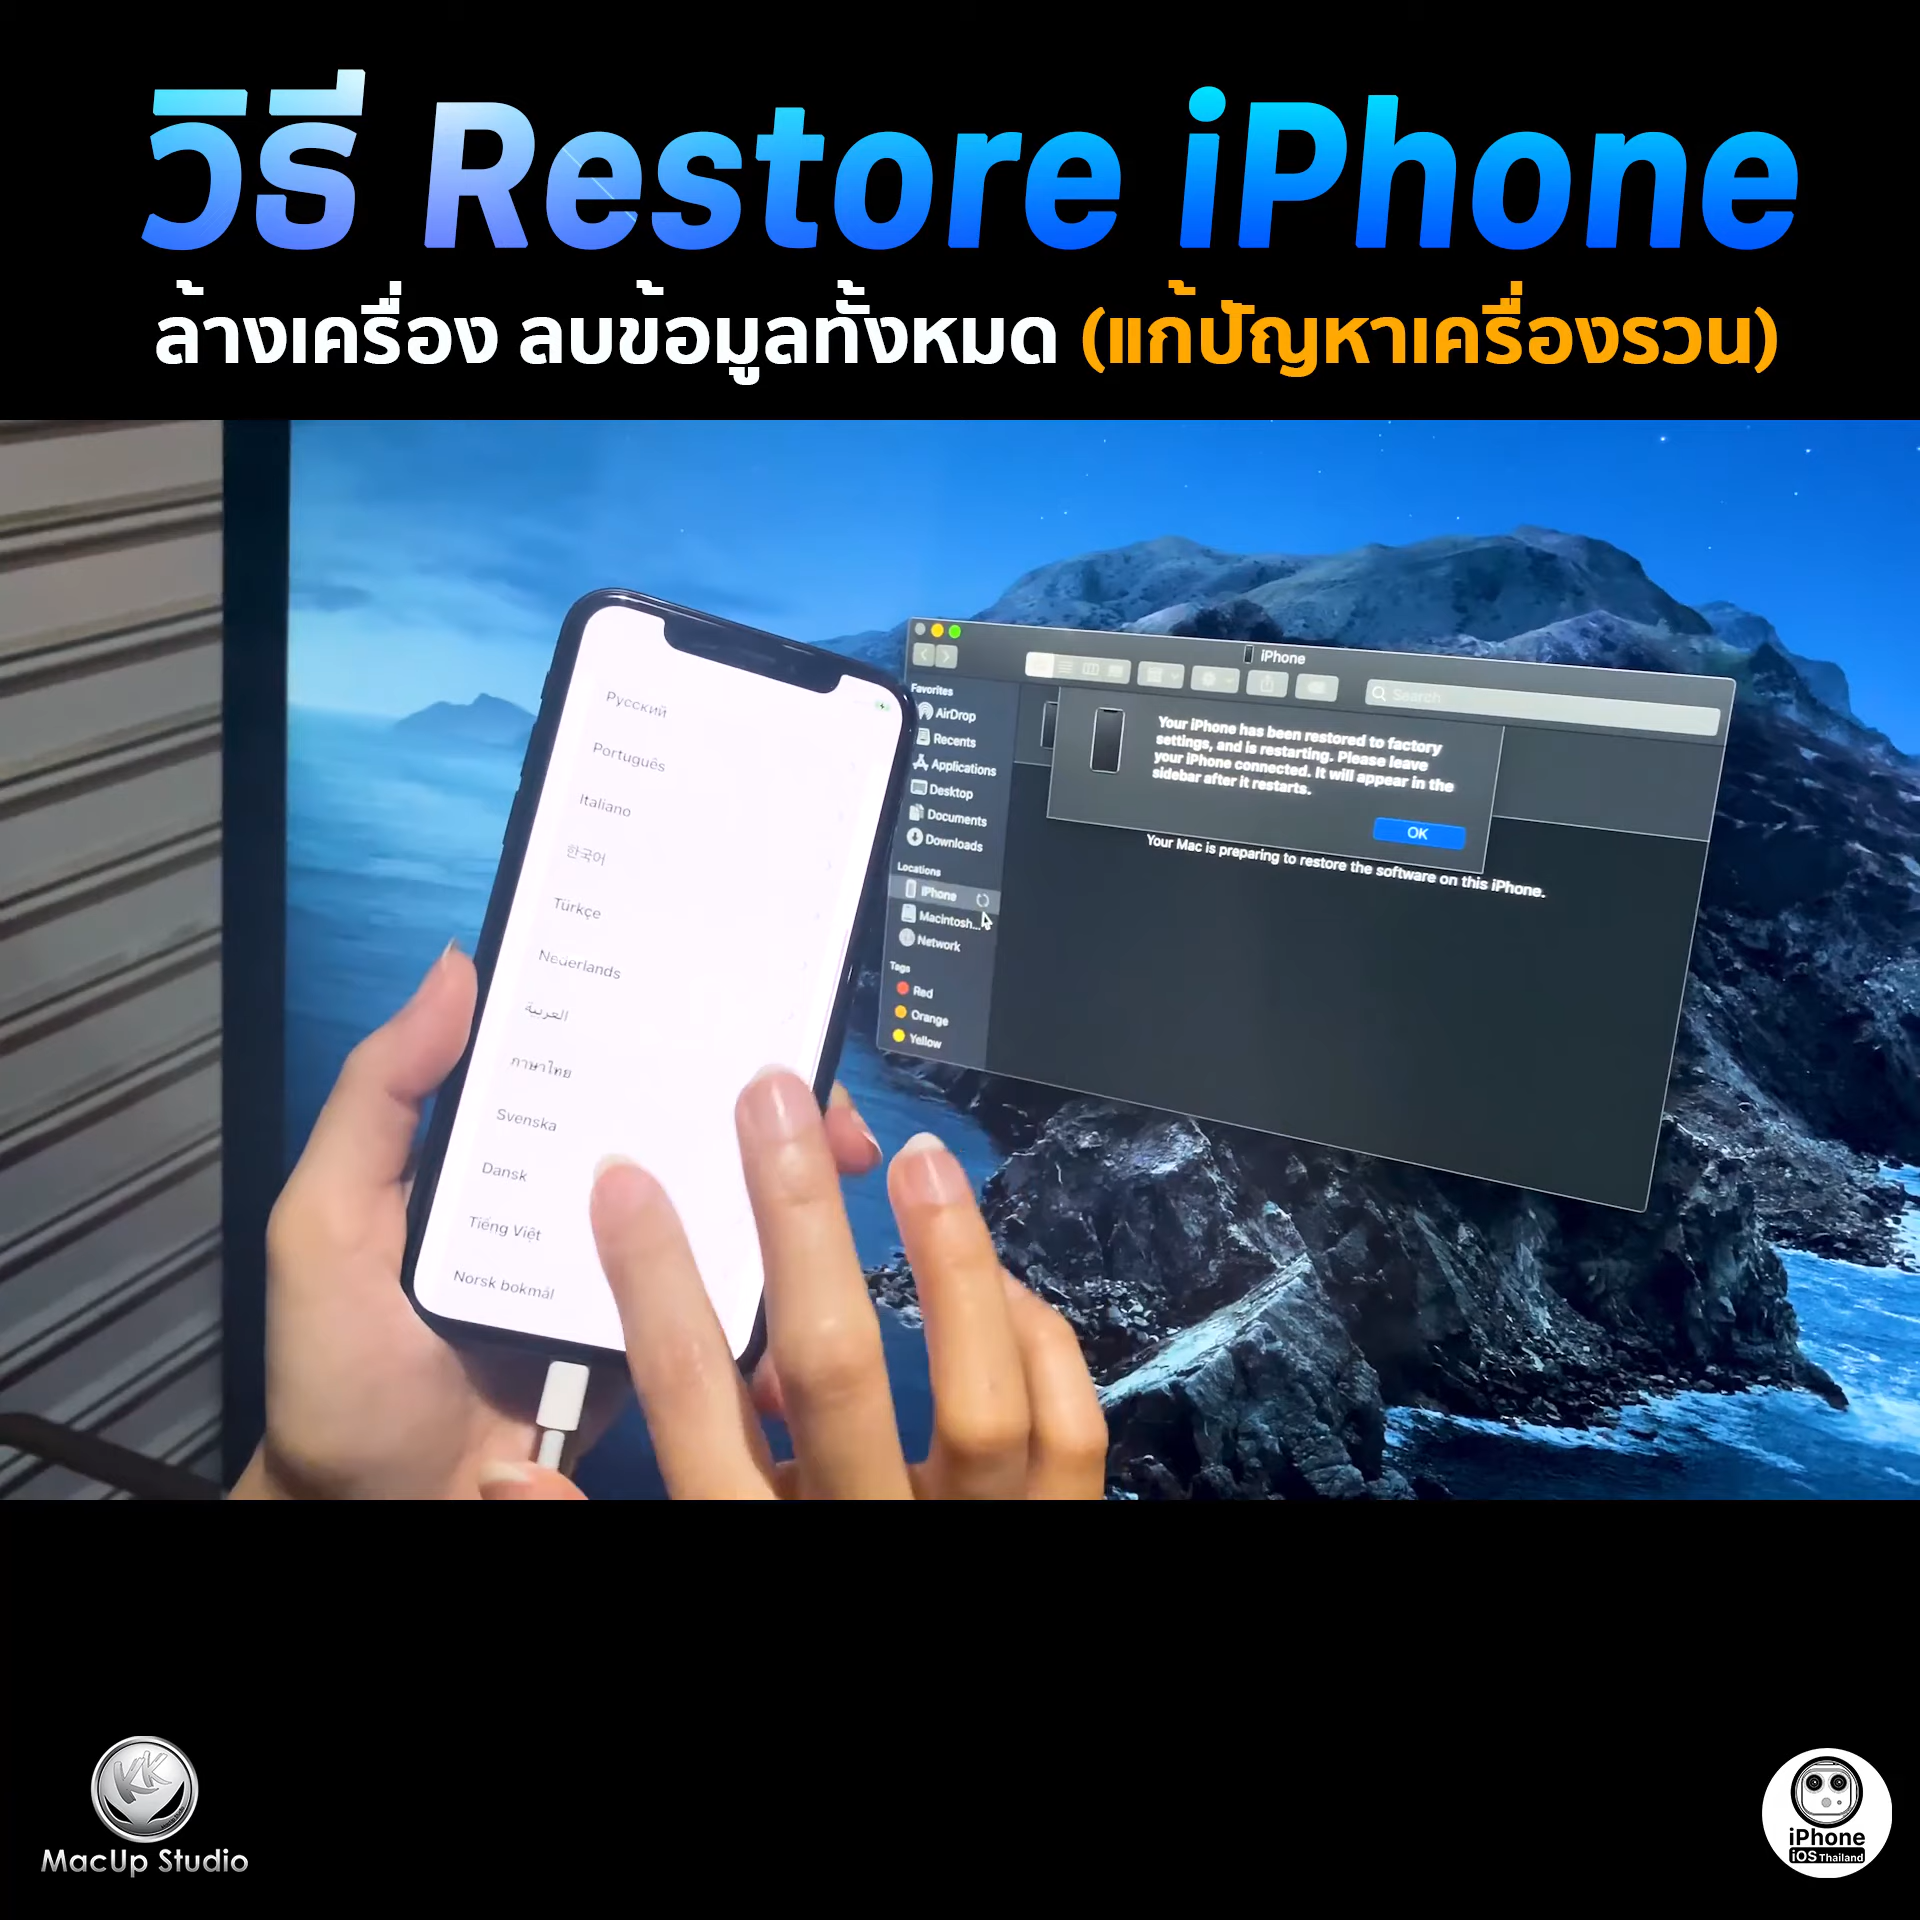 วิธี Restore iPhone
ล้างเครื่อง ลบข้อมูลทั้งหมด (แก้ปัญหาเครื่องรวน)
Русский
Português
Italiano
한국어
Türkçe
Nederlands
العربية
ภาษาไทย
Svenska
Dansk
Tiếng Việt
Norsk bokmål
iPhone
Search
Favorites
AirDrop
Recents
Applications
Desktop
Documents
Downloads
Locations
iPhone
Macintosh...
Network
Tags
Red
Orange
Yellow
Your iPhone has been restored to factory
settings, and is restarting. Please leave
your iPhone connected. It will appear in the
sidebar after it restarts.
OK
Your Mac is preparing to restore the software on this iPhone.
KK
MacUp Studio
iPhone
iOS Thailand